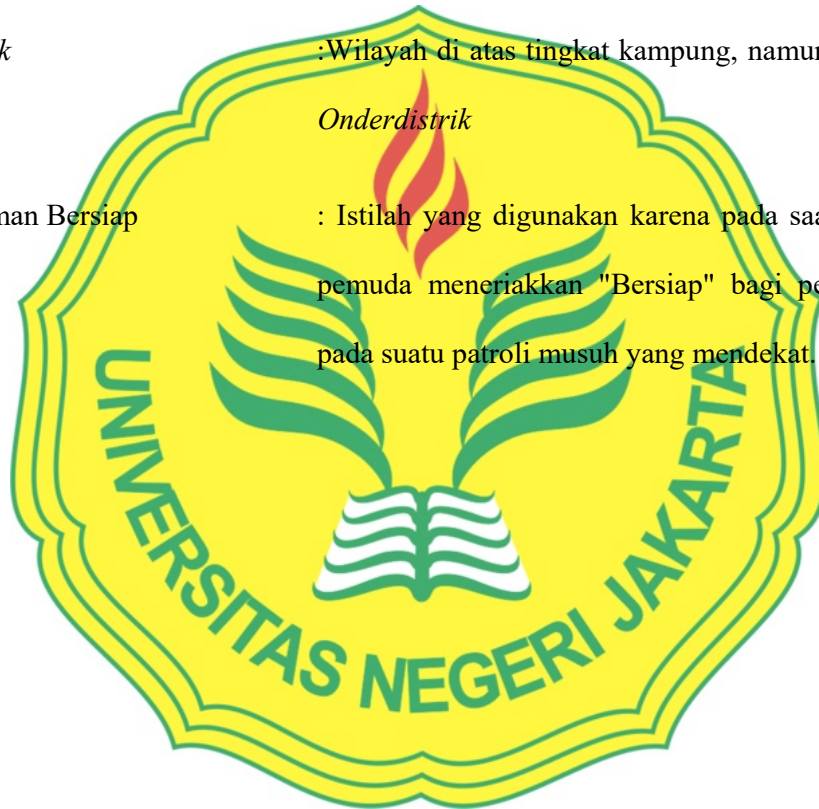 k :Wilayah di atas tingkat kampung, namun
Onderdistrik
man Bersiap : Istilah yang digunakan karena pada saa
pemuda meneriakkan "Bersiap" bagi pe
pada suatu patroli musuh yang mendekat.
UNIVERSITAS NEGERI JAKARTA